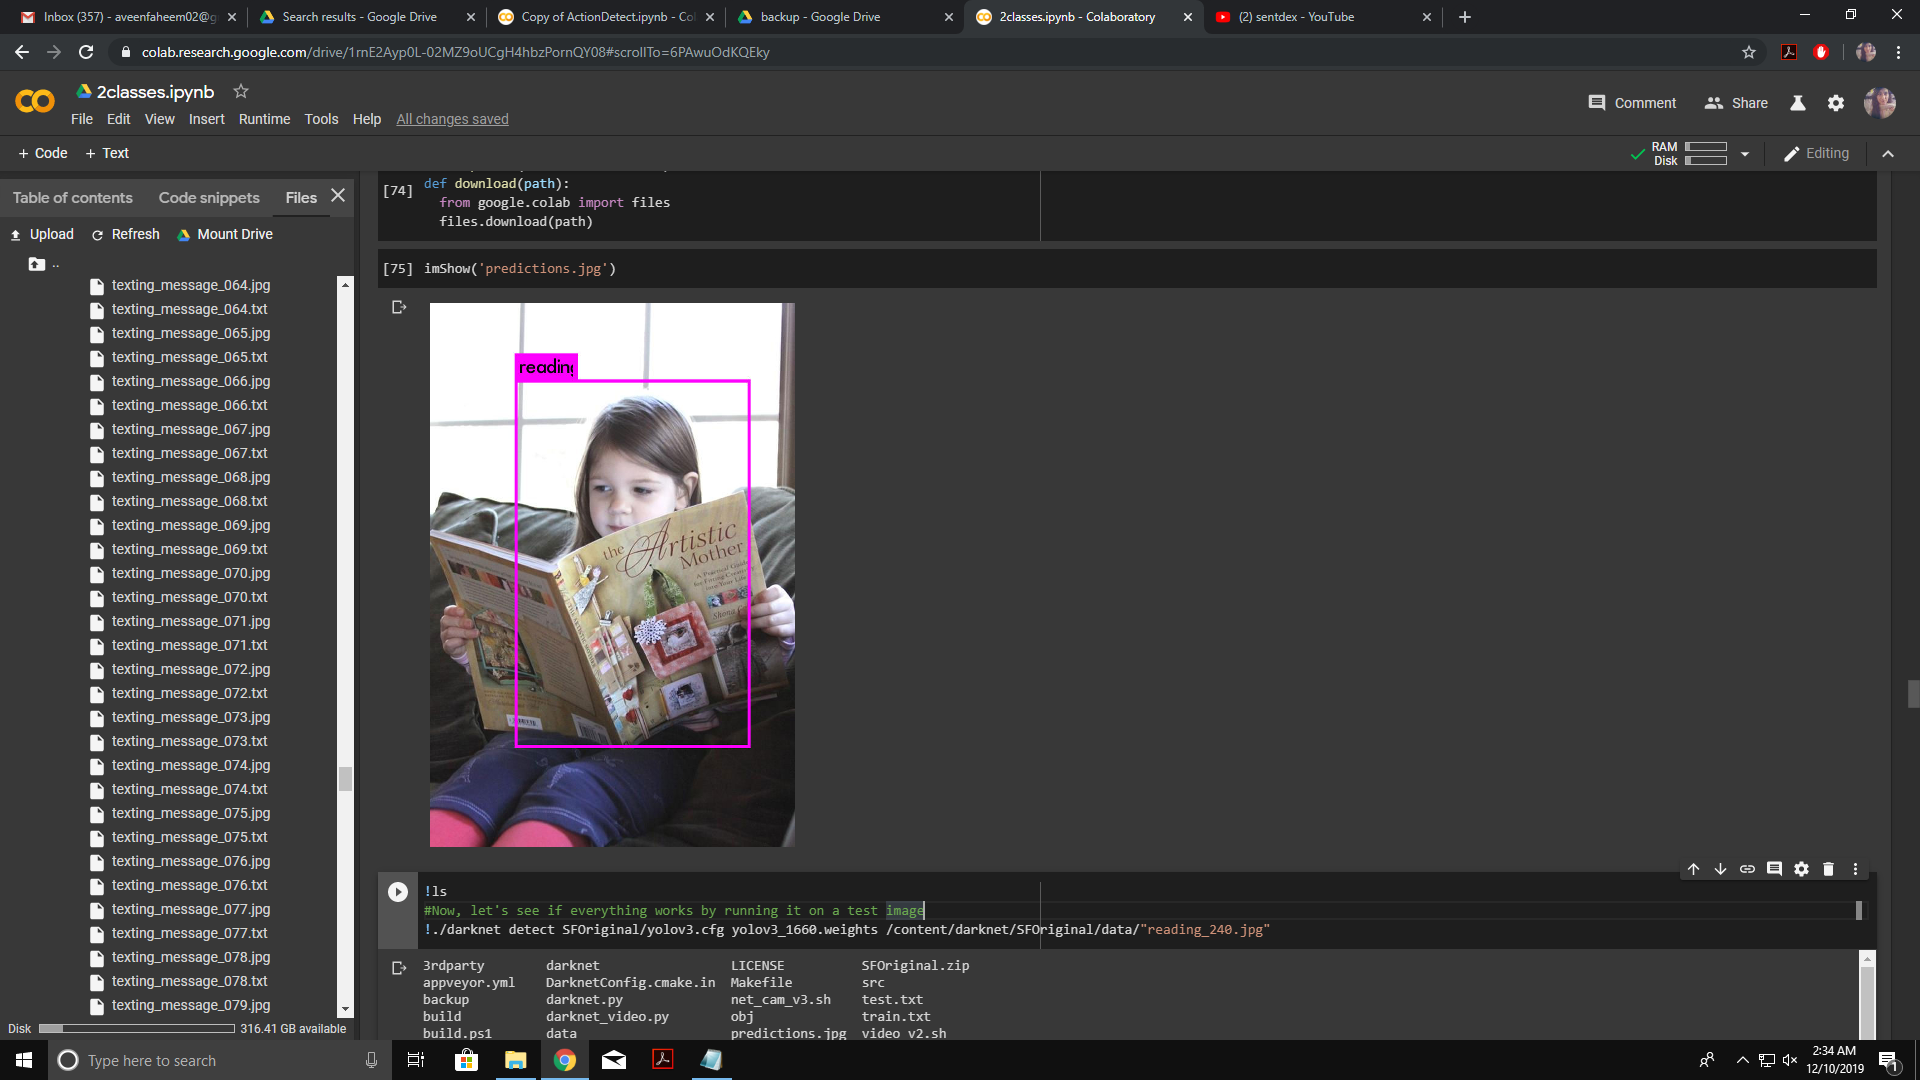 Inbox (357) - aveenfaheem02@g
Search results - Google Drive
Copy of ActionDetect.ipynb - Co
backup - Google Drive
2classes.ipynb - Colaboratory
(2) sentdex - YouTube
colab.research.google.com/drive/1rnE2Ayp0L-02MZ9oUCgH4hbzPornQY08#scrollTo=6PAwuOdKQEky
2classes.ipynb
Comment
Share
File Edit View Insert Runtime Tools Help All changes saved
+ Code + Text
RAM
Disk
Editing
Table of contents Code snippets Files
Upload Refresh Mount Drive
..
texting_message_064.jpg
texting_message_064.txt
texting_message_065.jpg
texting_message_065.txt
texting_message_066.jpg
texting_message_066.txt
texting_message_067.jpg
texting_message_067.txt
texting_message_068.jpg
texting_message_068.txt
texting_message_069.jpg
texting_message_069.txt
texting_message_070.jpg
texting_message_070.txt
texting_message_071.jpg
texting_message_071.txt
texting_message_072.jpg
texting_message_072.txt
texting_message_073.jpg
texting_message_073.txt
texting_message_074.jpg
texting_message_074.txt
texting_message_075.jpg
texting_message_075.txt
texting_message_076.jpg
texting_message_076.txt
texting_message_077.jpg
texting_message_077.txt
texting_message_078.jpg
texting_message_078.txt
texting_message_079.jpg
Disk 316.41 GB available
[74] def download(path):
from google.colab import files
files.download(path)
[75] imShow('predictions.jpg')
reading
the Artistic
Mother
A Practical Guide
Shona
!ls
#Now, let's see if everything works by running it on a test image
!./darknet detect SFOriginal/yolov3.cfg yolov3_1660.weights /content/darknet/SFOriginal/data/"reading_240.jpg"
3rdparty darknet LICENSE SFOriginal.zip
appveyor.yml DarknetConfig.cmake.in Makefile src
backup darknet.py net_cam_v3.sh test.txt
build darknet_video.py obj train.txt
build.ps1 data predictions.jpg video_v2.sh
Type here to search
2:34 AM
12/10/2019
1